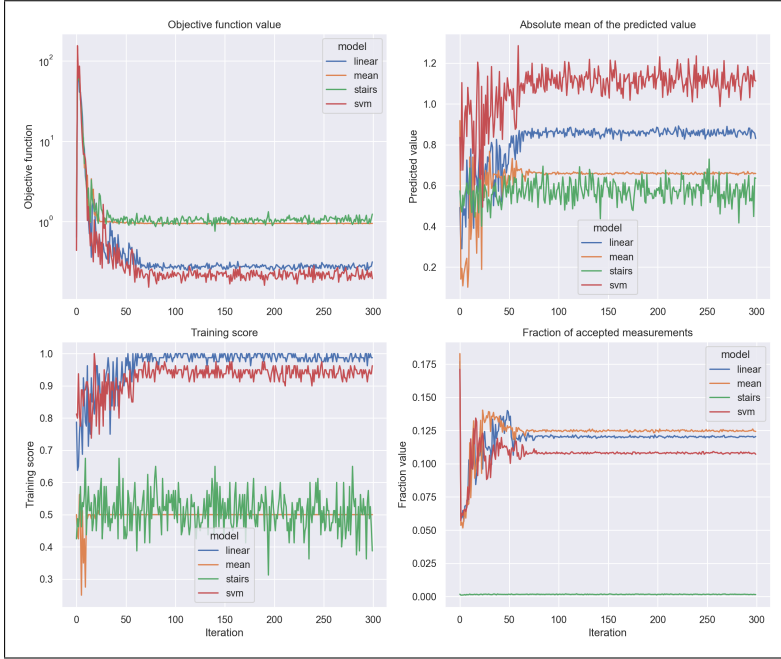 Objective function value
Objective function
10²
10¹
10⁰
0 50 100 150 200 250 300
model
linear
mean
stairs
svm
Absolute mean of the predicted value
Predicted value
1.2
1.0
0.8
0.6
0.4
0.2
0 50 100 150 200 250 300
model
linear
mean
stairs
svm
Training score
Training score
1.0
0.9
0.8
0.7
0.6
0.5
0.4
0.3
0 50 100 150 200 250 300
Iteration
model
linear
mean
stairs
svm
Fraction of accepted measurements
Fraction value
0.175
0.150
0.125
0.100
0.075
0.050
0.025
0.000
0 50 100 150 200 250 300
Iteration
model
linear
mean
stairs
svm